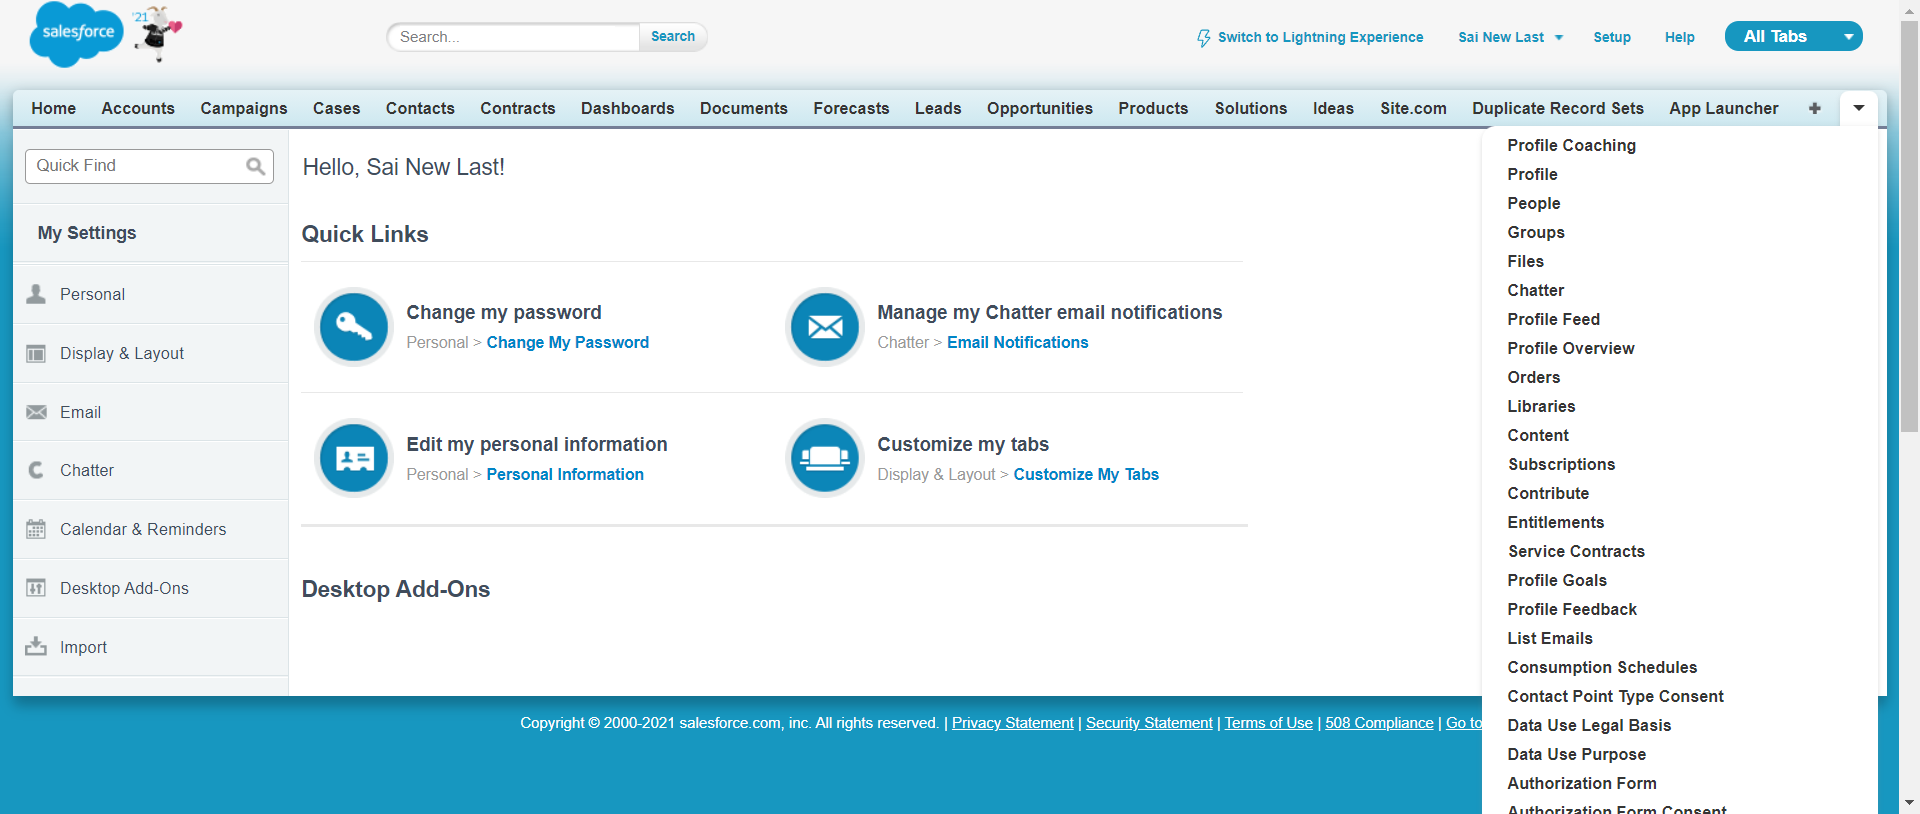 salesforce '21
Search... Search
Switch to Lightning Experience Sai New Last Setup Help All Tabs
Home Accounts Campaigns Cases Contacts Contracts Dashboards Documents Forecasts Leads Opportunities Products Solutions Ideas Site.com Duplicate Record Sets App Launcher +
Quick Find
My Settings
Personal
Display & Layout
Email
Chatter
Calendar & Reminders
Desktop Add-Ons
Import
Hello, Sai New Last!
Quick Links
Change my password
Personal > Change My Password
Manage my Chatter email notifications
Chatter > Email Notifications
Edit my personal information
Personal > Personal Information
Customize my tabs
Display & Layout > Customize My Tabs
Desktop Add-Ons
Profile Coaching
Profile
People
Groups
Files
Chatter
Profile Feed
Profile Overview
Orders
Libraries
Content
Subscriptions
Contribute
Entitlements
Service Contracts
Profile Goals
Profile Feedback
List Emails
Consumption Schedules
Contact Point Type Consent
Data Use Legal Basis
Data Use Purpose
Authorization Form
Authorization Form Consent
Copyright © 2000-2021 salesforce.com, inc. All rights reserved. | Privacy Statement | Security Statement | Terms of Use | 508 Compliance | Go to